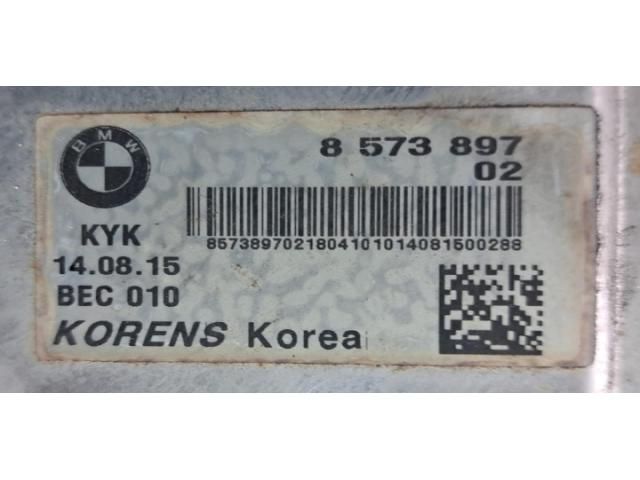 BMW
8 573 897
02
8573897021804101014081500288
KYK
14.08.15
BEC 010
KORENS Korea